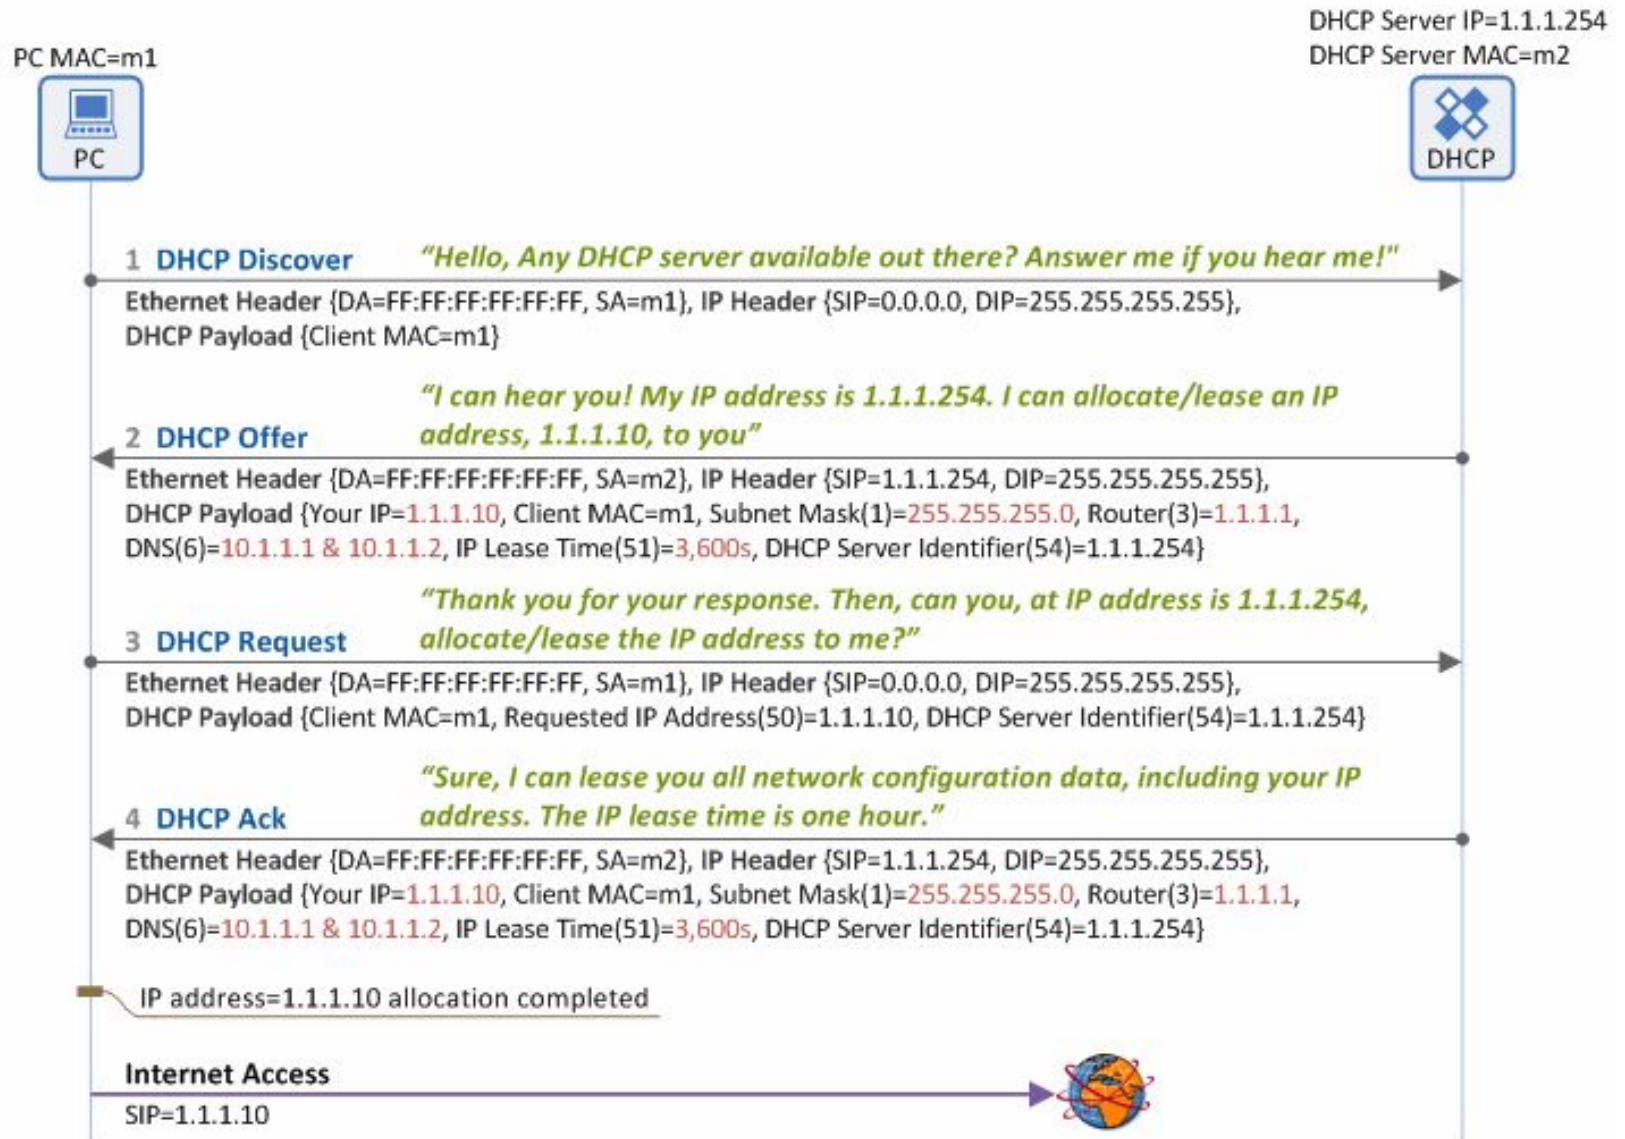 DHCP Server IP=1.1.1.254
DHCP Server MAC=m2
PC MAC=m1
PC
DHCP
1 DHCP Discover
“Hello, Any DHCP server available out there? Answer me if you hear me!"
Ethernet Header {DA=FF:FF:FF:FF:FF:FF, SA=m1}, IP Header {SIP=0.0.0.0, DIP=255.255.255.255},
DHCP Payload {Client MAC=m1}
“I can hear you! My IP address is 1.1.1.254. I can allocate/lease an IP
address, 1.1.1.10, to you”
2 DHCP Offer
Ethernet Header {DA=FF:FF:FF:FF:FF:FF, SA=m2}, IP Header {SIP=1.1.1.254, DIP=255.255.255.255},
DHCP Payload {Your IP=1.1.1.10, Client MAC=m1, Subnet Mask(1)=255.255.255.0, Router(3)=1.1.1.1,
DNS(6)=10.1.1.1 & 10.1.1.2, IP Lease Time(51)=3,600s, DHCP Server Identifier(54)=1.1.1.254}
“Thank you for your response. Then, can you, at IP address is 1.1.1.254,
allocate/lease the IP address to me?”
3 DHCP Request
Ethernet Header {DA=FF:FF:FF:FF:FF:FF, SA=m1}, IP Header {SIP=0.0.0.0, DIP=255.255.255.255},
DHCP Payload {Client MAC=m1, Requested IP Address(50)=1.1.1.10, DHCP Server Identifier(54)=1.1.1.254}
“Sure, I can lease you all network configuration data, including your IP
address. The IP lease time is one hour.”
4 DHCP Ack
Ethernet Header {DA=FF:FF:FF:FF:FF:FF, SA=m2}, IP Header {SIP=1.1.1.254, DIP=255.255.255.255},
DHCP Payload {Your IP=1.1.1.10, Client MAC=m1, Subnet Mask(1)=255.255.255.0, Router(3)=1.1.1.1,
DNS(6)=10.1.1.1 & 10.1.1.2, IP Lease Time(51)=3,600s, DHCP Server Identifier(54)=1.1.1.254}
IP address=1.1.1.10 allocation completed
Internet Access
SIP=1.1.1.10